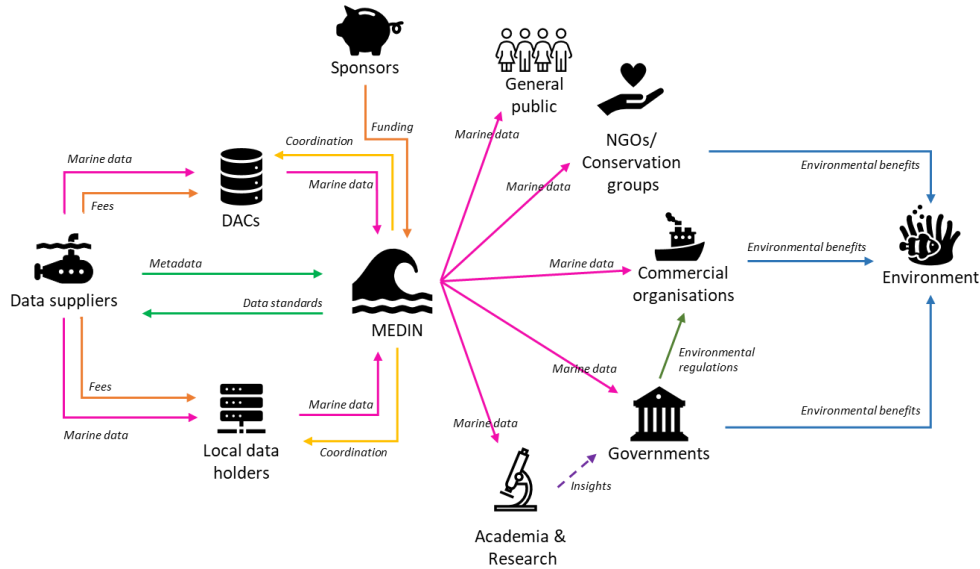 Sponsors
General
public
Funding
Coordination
Marine data
NGOs/
Conservation
groups
Marine data
Environmental benefits
Marine data
Marine data
Fees
DACs
Marine data
Metadata
Data suppliers
Data standards
MEDIN
Marine data
Commercial
organisations
Environmental benefits
Environment
Environmental
regulations
Marine data
Fees
Marine data
Marine data
Marine data
Environmental benefits
Local data
holders
Coordination
Governments
Insights
Academia &
Research